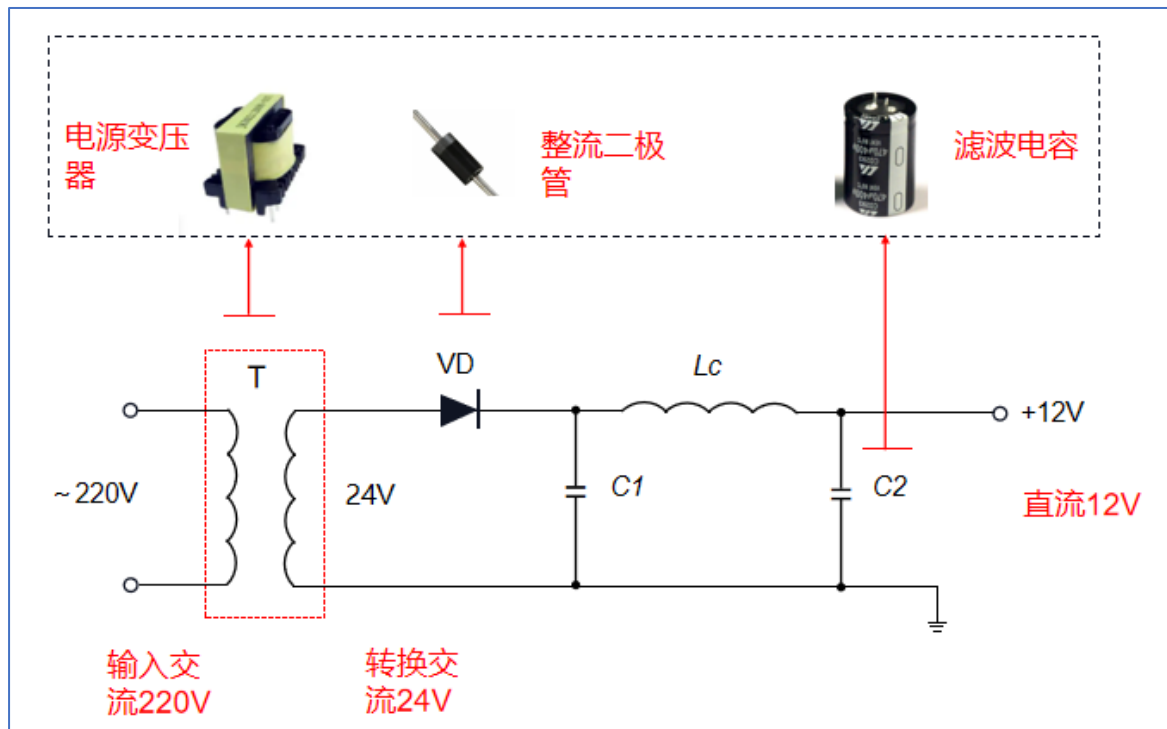 电源变压
器
整流二极
管
滤波电容
470μF400v
T
VD
Lc
+12V
~220V
24V
C1
C2
直流12V
输入交
流220V
转换交
流24V